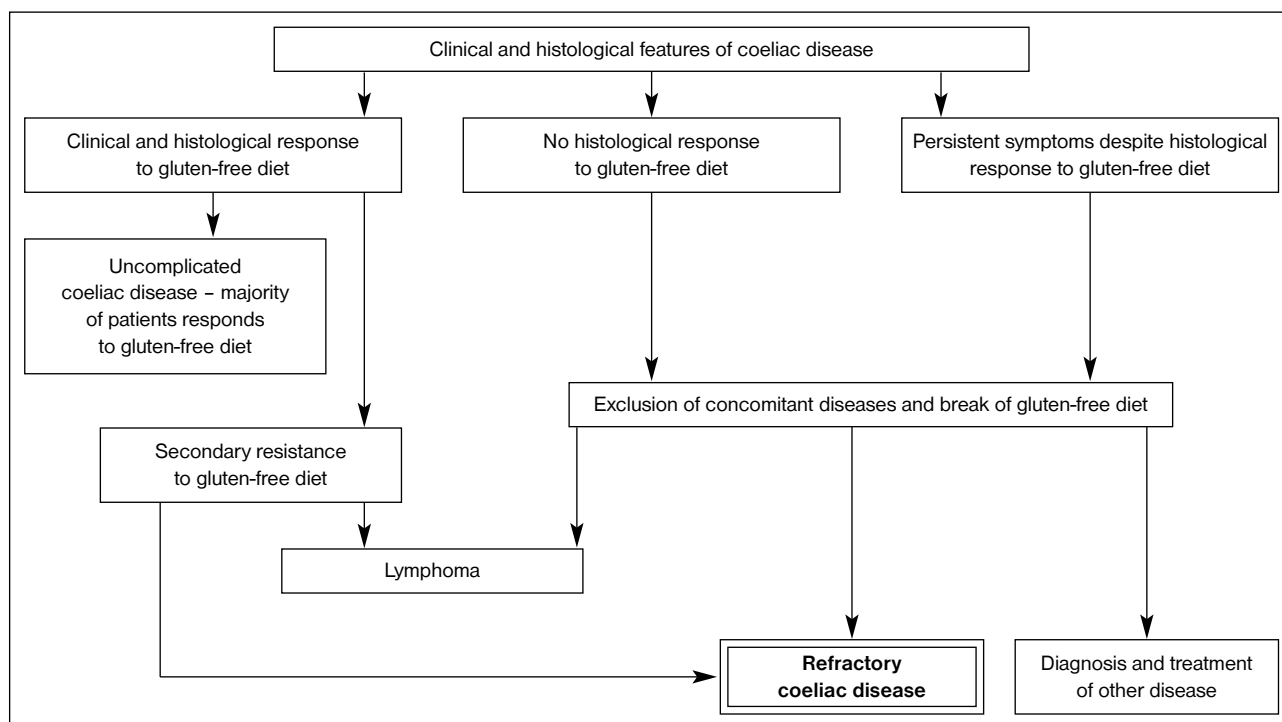 Clinical and histological features of coeliac disease
Clinical and histological response
to gluten-free diet
No histological response
to gluten-free diet
Persistent symptoms despite histological
response to gluten-free diet
Uncomplicated
coeliac disease – majority
of patients responds
to gluten-free diet
Exclusion of concomitant diseases and break of gluten-free diet
Secondary resistance
to gluten-free diet
Lymphoma
Refractory
coeliac disease
Diagnosis and treatment
of other disease